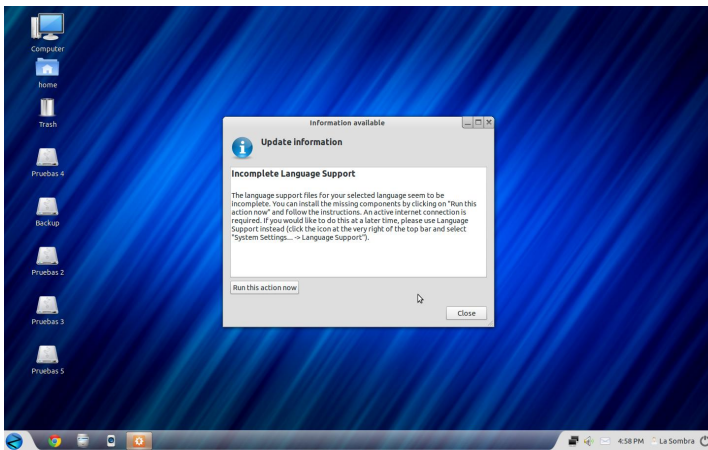 Computer
home
Trash
Pruebas 4
Backup
Pruebas 2
Pruebas 3
Pruebas 5
Information available
Update information
Incomplete Language Support
The language support files for your selected language seem to be
incomplete. You can install the missing components by clicking on "Run this
action now" and follow the instructions. An active internet connection is
required. If you would like to do this at a later time, please use Language
Support instead (click the icon at the very right of the top bar and select
"System Settings... -> Language Support").
Run this action now
Close
4:58 PM La Sombra